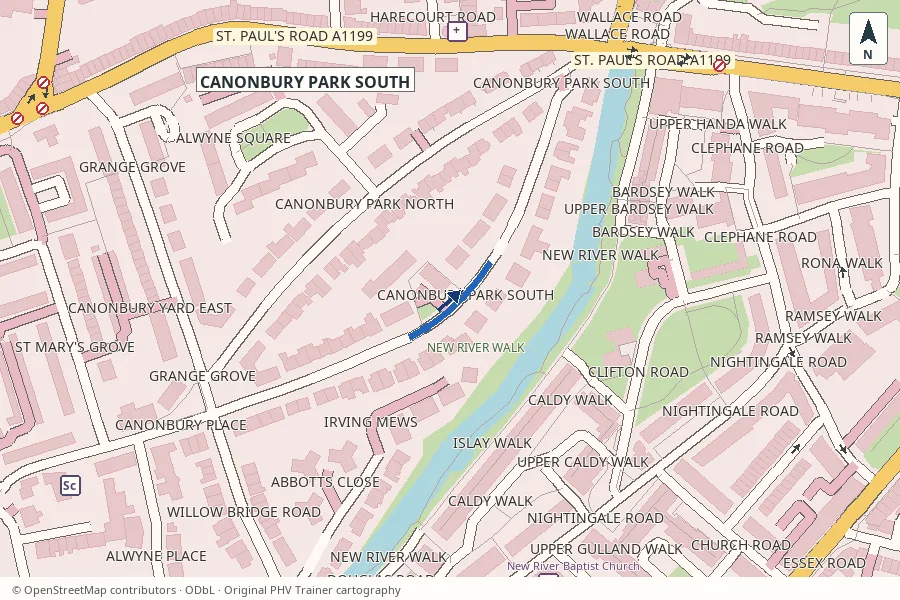 HARECOURT ROAD
WALLACE ROAD
WALLACE ROAD
ST. PAUL'S ROAD A1199
ST. PAUL'S ROAD A1199
N
CANONBURY PARK SOUTH
CANONBURY PARK SOUTH
UPPER HANDA WALK
ALWYNE SQUARE
CLEPHANE ROAD
GRANGE GROVE
BARDSEY WALK
CANONBURY PARK NORTH
UPPER BARDSEY WALK
BARDSEY WALK
CLEPHANE ROAD
NEW RIVER WALK
RONA WALK
CANONBURY PARK SOUTH
CANONBURY YARD EAST
RAMSEY WALK
RAMSEY WALK
ST MARY'S GROVE
NEW RIVER WALK
NIGHTINGALE ROAD
GRANGE GROVE
CLIFTON ROAD
CALDY WALK
NIGHTINGALE ROAD
CANONBURY PLACE
IRVING MEWS
ISLAY WALK
UPPER CALDY WALK
Sc
ABBOTTS CLOSE
CALDY WALK
WILLOW BRIDGE ROAD
NIGHTINGALE ROAD
CHURCH ROAD
UPPER GULLAND WALK
ALWYNE PLACE
NEW RIVER WALK
New River Baptist Church
ESSEX ROAD
DOUGLAS ROAD
© OpenStreetMap contributors · ODbL · Original PHV Trainer cartography